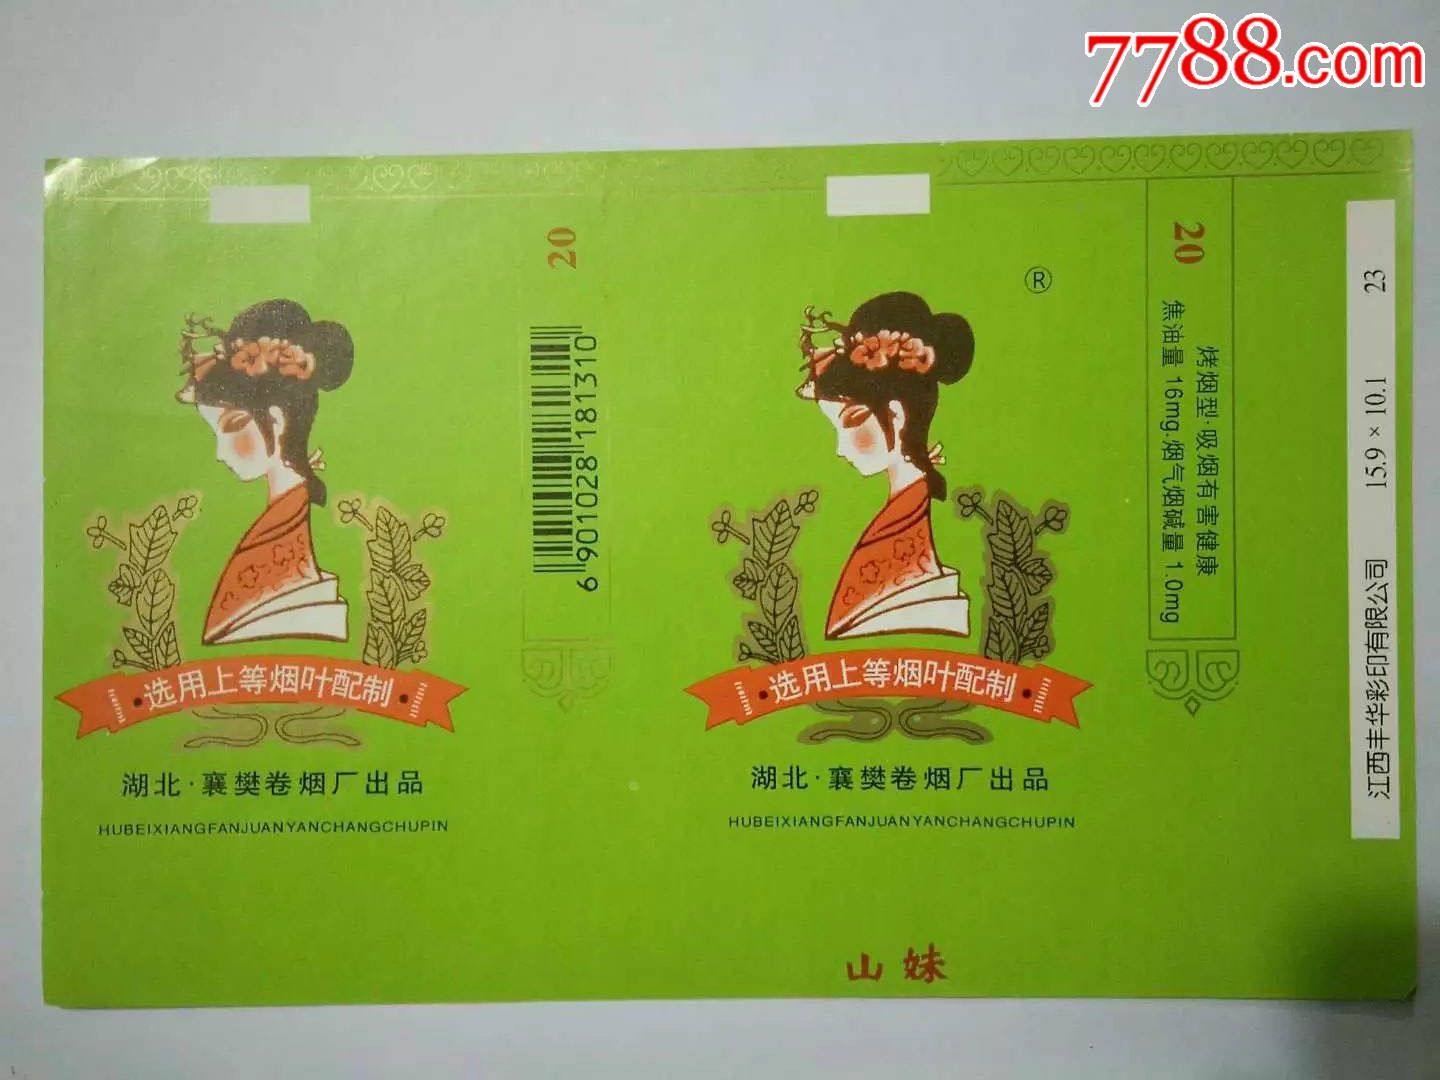 7788.com
20
6901028181310
选用上等烟叶配制
湖北·襄樊卷烟厂出品
HUBEIXIANGFANJUANYANCHANGCHUPIN
®
选用上等烟叶配制
湖北·襄樊卷烟厂出品
HUBEIXIANGFANJUANYANCHANGCHUPIN
山妹
20
烤烟型·吸烟有害健康
焦油量 16mg·烟气烟碱量 1.0mg
江西丰华彩印有限公司 15.9 × 10.1 23